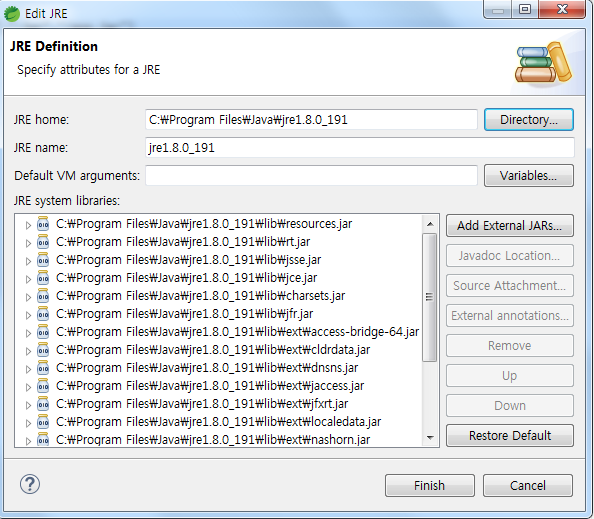 Edit JRE
JRE Definition
Specify attributes for a JRE
JRE home:
C:₩Program Files₩Java₩jre1.8.0_191
Directory...
JRE name:
jre1.8.0_191
Default VM arguments:
Variables...
JRE system libraries:
C:₩Program Files₩Java₩jre1.8.0_191₩lib₩resources.jar
C:₩Program Files₩Java₩jre1.8.0_191₩lib₩rt.jar
C:₩Program Files₩Java₩jre1.8.0_191₩lib₩jsse.jar
C:₩Program Files₩Java₩jre1.8.0_191₩lib₩jce.jar
C:₩Program Files₩Java₩jre1.8.0_191₩lib₩charsets.jar
C:₩Program Files₩Java₩jre1.8.0_191₩lib₩jfr.jar
C:₩Program Files₩Java₩jre1.8.0_191₩lib₩ext₩access-bridge-64.jar
C:₩Program Files₩Java₩jre1.8.0_191₩lib₩ext₩cldrdata.jar
C:₩Program Files₩Java₩jre1.8.0_191₩lib₩ext₩dnsns.jar
C:₩Program Files₩Java₩jre1.8.0_191₩lib₩ext₩jaccess.jar
C:₩Program Files₩Java₩jre1.8.0_191₩lib₩ext₩jfxrt.jar
C:₩Program Files₩Java₩jre1.8.0_191₩lib₩ext₩localedata.jar
C:₩Program Files₩Java₩jre1.8.0_191₩lib₩ext₩nashorn.jar
Add External JARs...
Javadoc Location...
Source Attachment...
External annotations...
Remove
Up
Down
Restore Default
Finish
Cancel